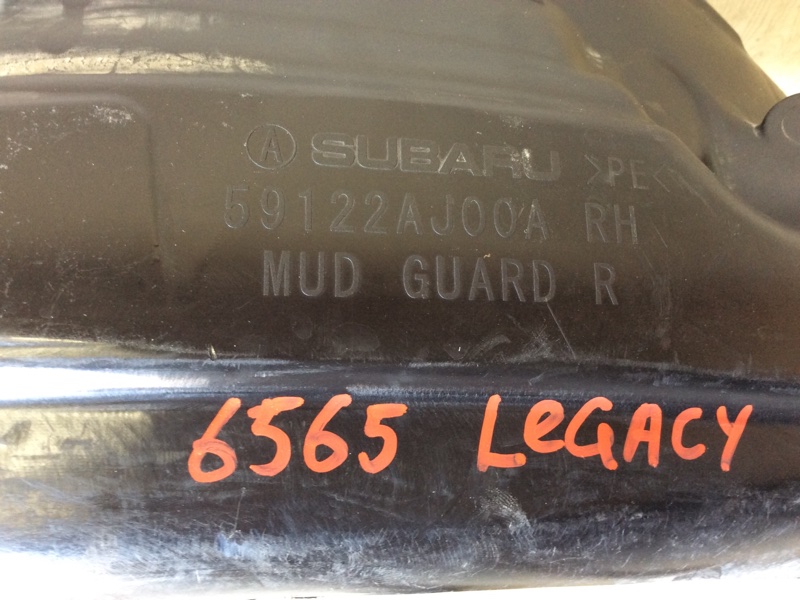 Ⓐ SUBARU >PE<
59122AJ00A RH
MUD GUARD R
6565 LeGACY